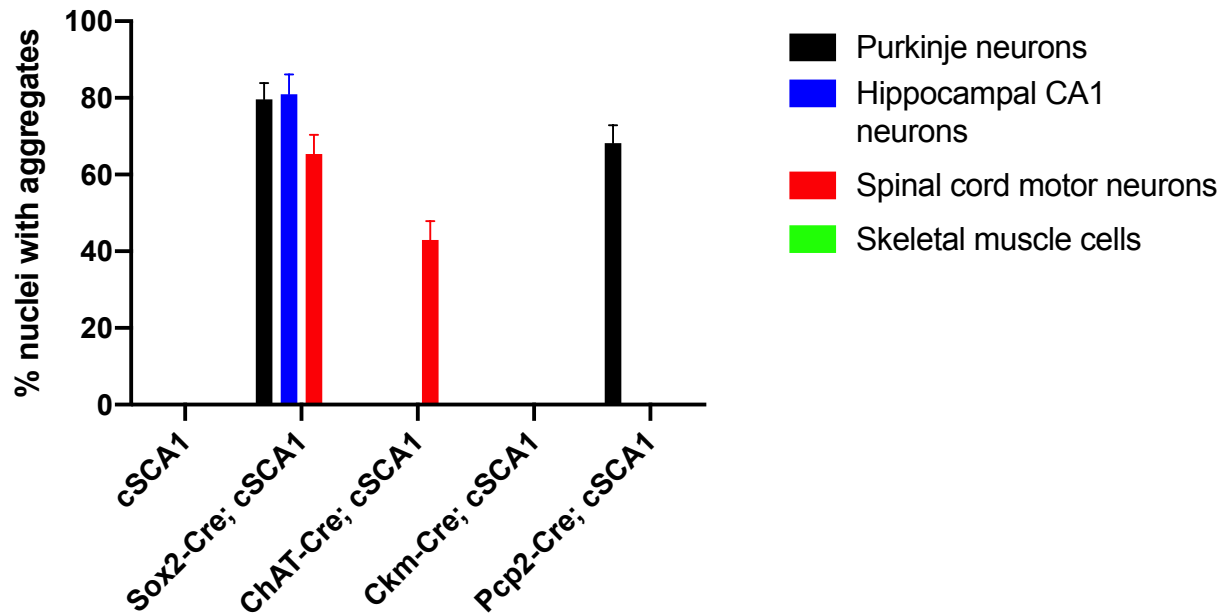 % nuclei with aggregates
100
80
60
40
20
0
cSCA1
Sox2-Cre; cSCA1
ChAT-Cre; cSCA1
Ckm-Cre; cSCA1
Pcp2-Cre; cSCA1
Purkinje neurons
Hippocampal CA1
neurons
Spinal cord motor neurons
Skeletal muscle cells